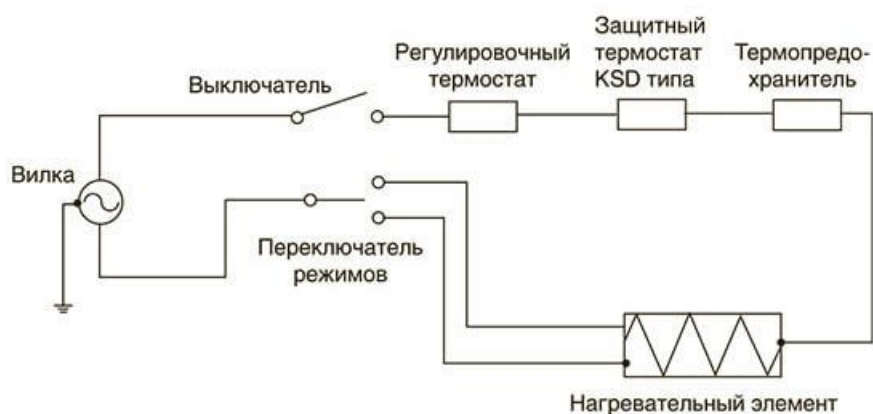 Выключатель
Регулировочный
термостат
Защитный
термостат
KSD типа
Термопредо-
хранитель
Вилка
Переключатель
режимов
Нагревательный элемент